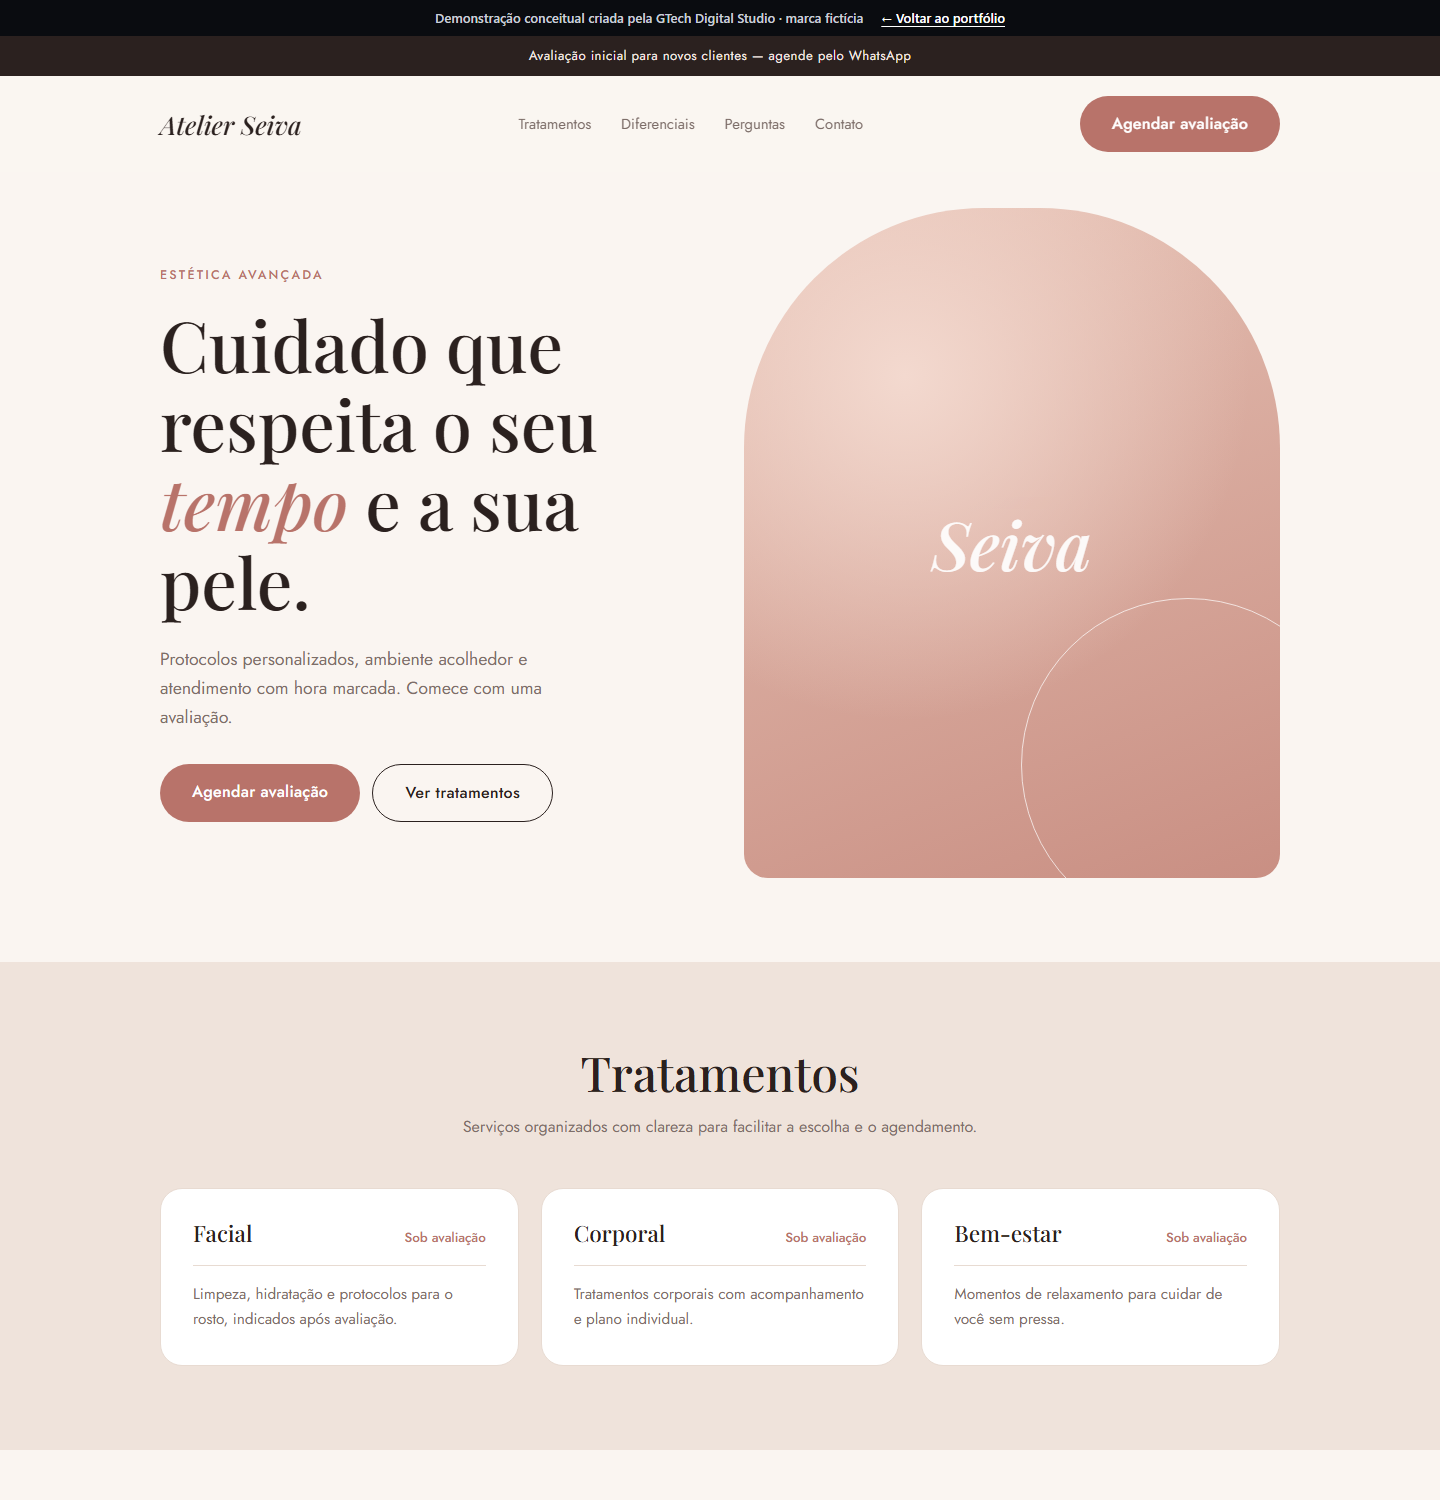 Demonstração conceitual criada pela GTech Digital Studio · marca fictícia ← Voltar ao portfólio
Avaliação inicial para novos clientes — agende pelo WhatsApp
Atelier Seiva Tratamentos Diferenciais Perguntas Contato Agendar avaliação
ESTÉTICA AVANÇADA
Cuidado que
respeita o seu
tempo e a sua
pele.
Protocolos personalizados, ambiente acolhedor e
atendimento com hora marcada. Comece com uma
avaliação.
Agendar avaliação Ver tratamentos
Seiva
Tratamentos
Serviços organizados com clareza para facilitar a escolha e o agendamento.
Facial Sob avaliação
Limpeza, hidratação e protocolos para o
rosto, indicados após avaliação.
Corporal Sob avaliação
Tratamentos corporais com acompanhamento
e plano individual.
Bem-estar Sob avaliação
Momentos de relaxamento para cuidar de
você sem pressa.